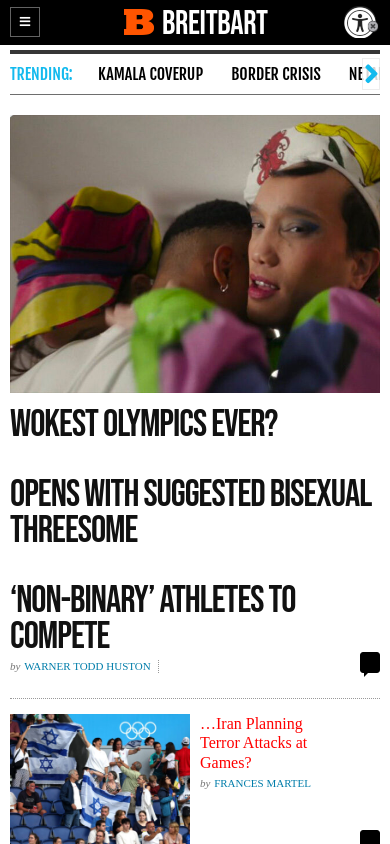 BREITBART
TRENDING: KAMALA COVERUP BORDER CRISIS NE
WOKEST OLYMPICS EVER?
OPENS WITH SUGGESTED BISEXUAL
THREESOME
‘NON-BINARY’ ATHLETES TO
COMPETE
by WARNER TODD HUSTON
…Iran Planning
Terror Attacks at
Games?
by FRANCES MARTEL